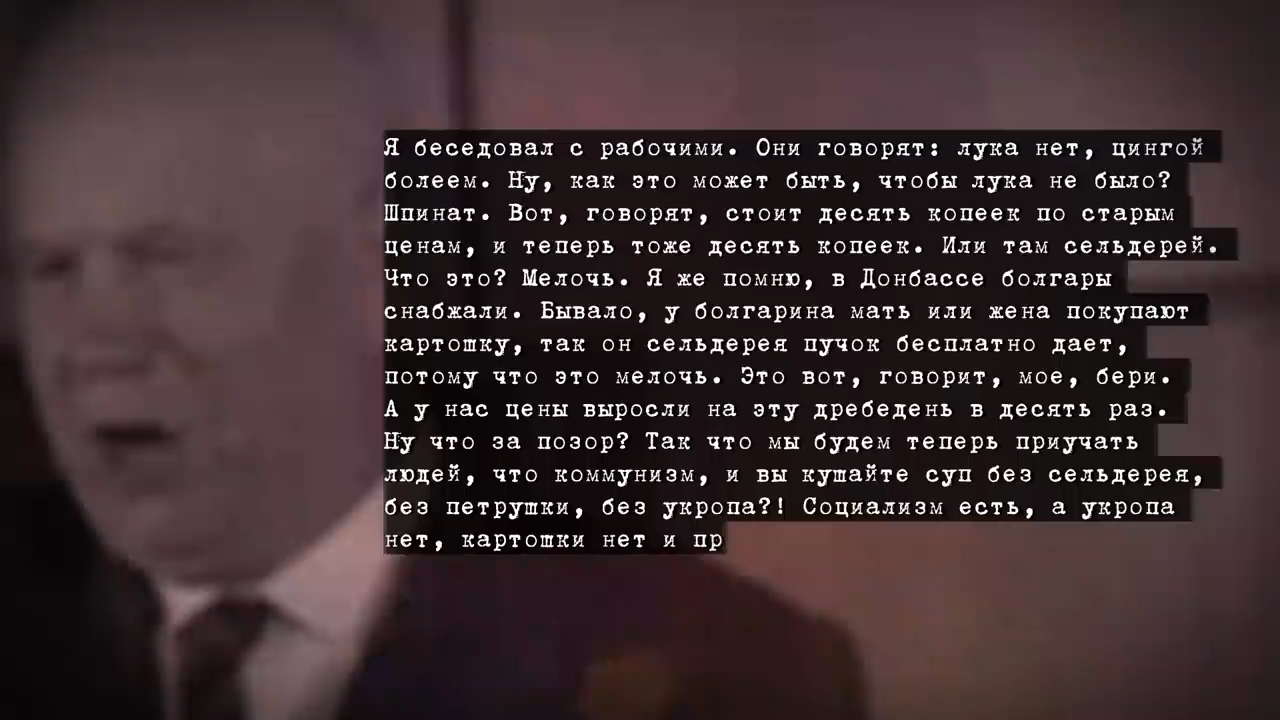 Я беседовал с рабочими. Они говорят: лука нет, цингой
болеем. Ну, как это может быть, чтобы лука не было?
Шпинат. Вот, говорят, стоит десять копеек по старым
ценам, и теперь тоже десять копеек. Или там сельдерей.
Что это? Мелочь. Я же помню, в Донбассе болгары
снабжали. Бывало, у болгарина мать или жена покупают
картошку, так он сельдерея пучок бесплатно дает,
потому что это мелочь. Это вот, говорит, мое, бери.
А у нас цены выросли на эту дребедень в десять раз.
Ну что за позор? Так что мы будем теперь приучать
людей, что коммунизм, и вы кушайте суп без сельдерея,
без петрушки, без укропа?! Социализм есть, а укропа
нет, картошки нет и пр